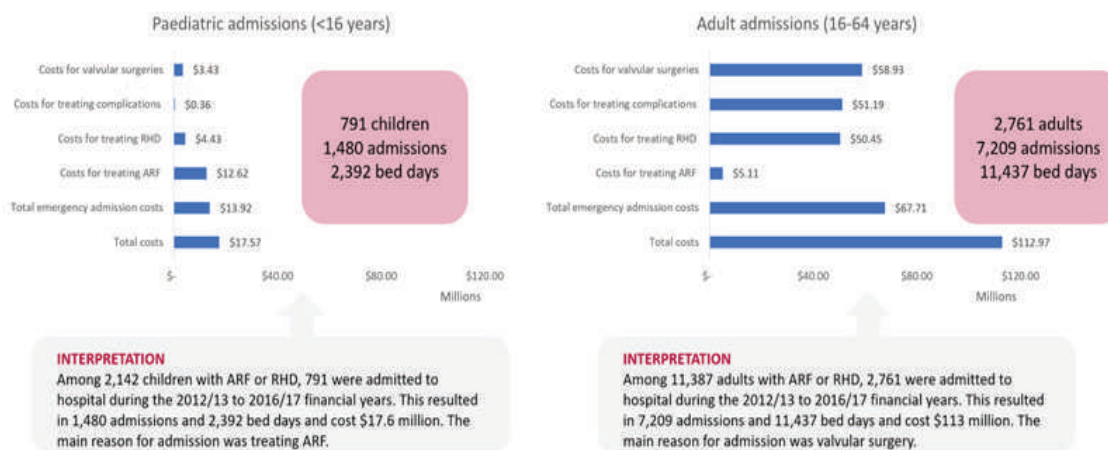 Paediatric admissions (<16 years)
Costs for valvular surgeries $3.43
Costs for treating complications $0.36
Costs for treating RHD $4.43
Costs for treating ARF $12.62
Total emergency admission costs $13.92
Total costs $17.57
$- $40.00 $80.00 $120.00
Millions
791 children
1,480 admissions
2,392 bed days
INTERPRETATION
Among 2,142 children with ARF or RHD, 791 were admitted to
hospital during the 2012/13 to 2016/17 financial years. This resulted
in 1,480 admissions and 2,392 bed days and cost $17.6 million. The
main reason for admission was treating ARF.
Adult admissions (16-64 years)
Costs for valvular surgeries $58.93
Costs for treating complications $51.19
Costs for treating RHD $50.45
Costs for treating ARF $5.11
Total emergency admission costs $67.71
Total costs $112.97
$- $40.00 $80.00 $120.00
Millions
2,761 adults
7,209 admissions
11,437 bed days
INTERPRETATION
Among 11,387 adults with ARF or RHD, 2,761 were admitted to
hospital during the 2012/13 to 2016/17 financial years. This resulted
in 7,209 admissions and 11,437 bed days and cost $113 million. The
main reason for admission was valvular surgery.